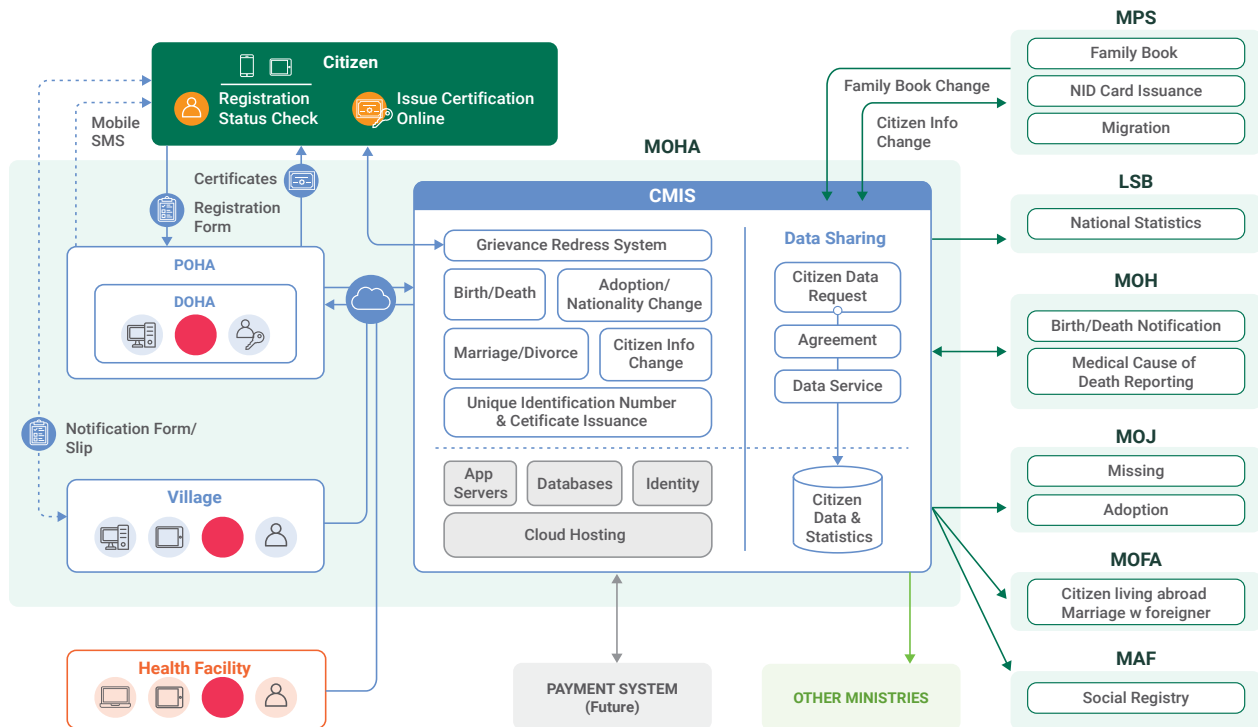 Citizen
Registration
Status Check
Issue Certification
Online
Mobile
SMS
Certificates
Registration
Form
POHA
DOHA
Notification Form/
Slip
Village
Health Facility
MOHA
CMIS
Grievance Redress System
Birth/Death
Adoption/
Nationality Change
Marriage/Divorce
Citizen Info
Change
Unique Identification Number
& Cetificate Issuance
App
Servers
Databases
Identity
Cloud Hosting
Data Sharing
Citizen Data
Request
Agreement
Data Service
Citizen
Data &
Statistics
Family Book Change
Citizen Info
Change
PAYMENT SYSTEM
(Future)
OTHER MINISTRIES
MPS
Family Book
NID Card Issuance
Migration
LSB
National Statistics
MOH
Birth/Death Notification
Medical Cause of
Death Reporting
MOJ
Missing
Adoption
MOFA
Citizen living abroad
Marriage w foreigner
MAF
Social Registry